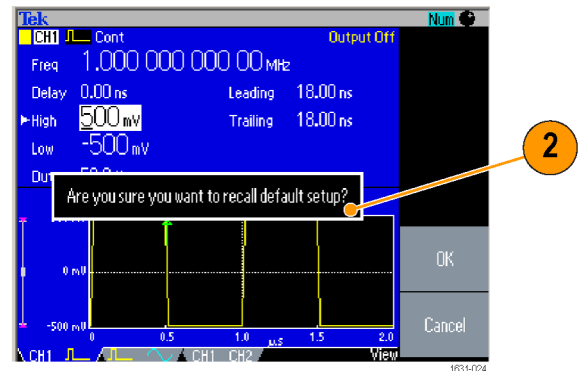 Tek Num
CH1 Cont Output Off
Freq 1.000 000 000 00 MHz
Delay 0.00 ns Leading 18.00 ns
High 500 mV Trailing 18.00 ns
Low -500 mV
Are you sure you want to recall default setup?
2
0 mV
-500 mV
0 0.5 1.0 µs 1.5 2.0
OK
Cancel
CH1 CH1 CH2 View
1631-024